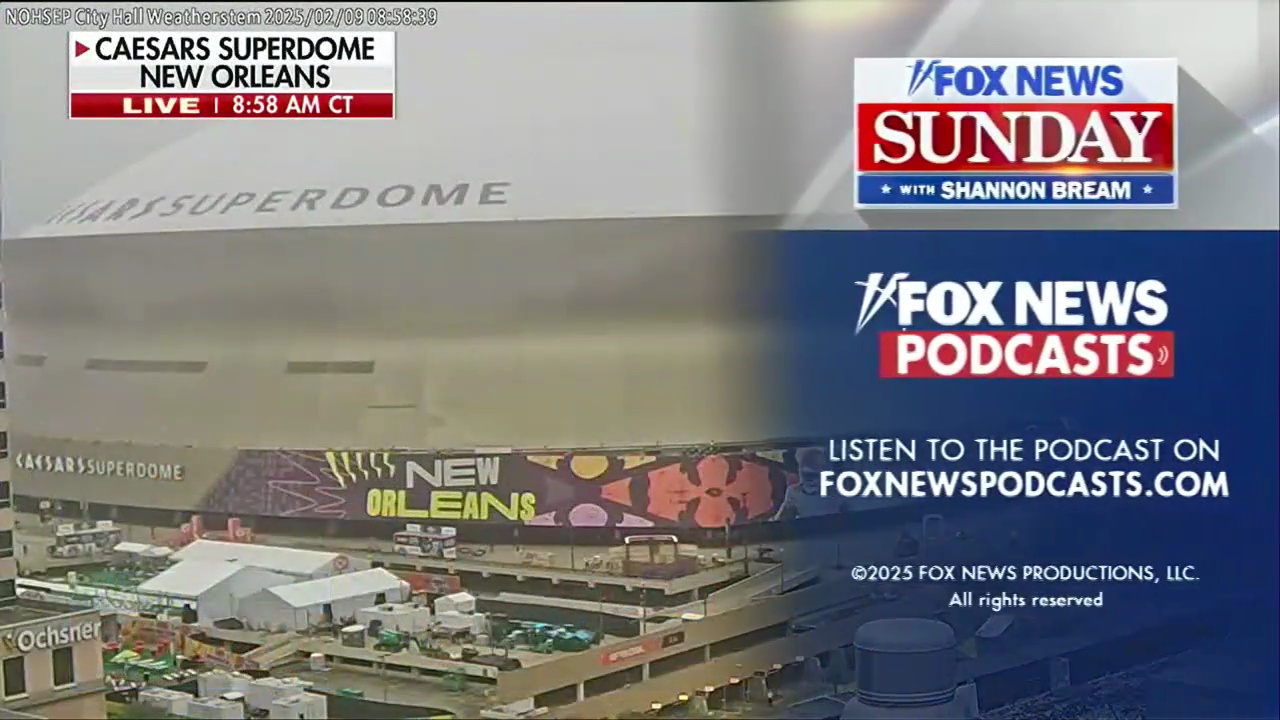 NOHSEP City Hall Weatherstem 2025/02/09 08:58:39
CAESARS SUPERDOME
NEW ORLEANS
LIVE | 8:58 AM CT
FOX NEWS
SUNDAY
WITH SHANNON BREAM
FOX NEWS
PODCASTS
LISTEN TO THE PODCAST ON
FOXNEWSPODCASTS.COM
©2025 FOX NEWS PRODUCTIONS, LLC.
All rights reserved
CAESARS SUPERDOME
CAESARS SUPERDOME
NEW
ORLEANS
Ochsner